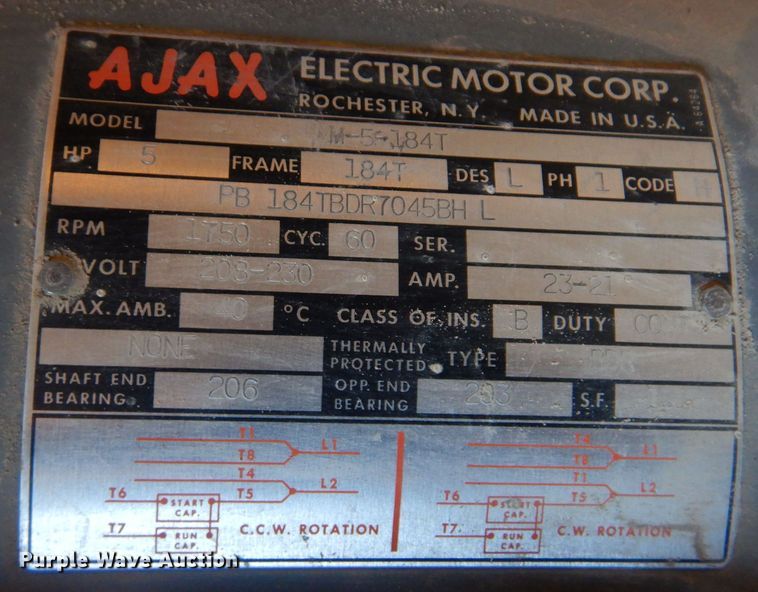 AJAX ELECTRIC MOTOR CORP.
ROCHESTER, N.Y. MADE IN U.S.A.
MODEL M-5-184T
HP 5 FRAME 184T DES L PH 1 CODE H
PB 184TBDR7045BH L
RPM 1750 CYC. 60 SER.
VOLT 208-230 AMP. 23-21
MAX. AMB. 40 °C CLASS OF INS. B DUTY
NONE THERMALLY PROTECTED TYPE
SHAFT END BEARING 206 OPP. END BEARING 203 S.F.
T1 L1
T8
T4 L2
T6 START CAP. T5
T7 RUN CAP. C.C.W. ROTATION
T4 L1
T8
T1 L2
T6 START CAP. T5
T7 RUN CAP. C.W. ROTATION
Purple Wave Auction